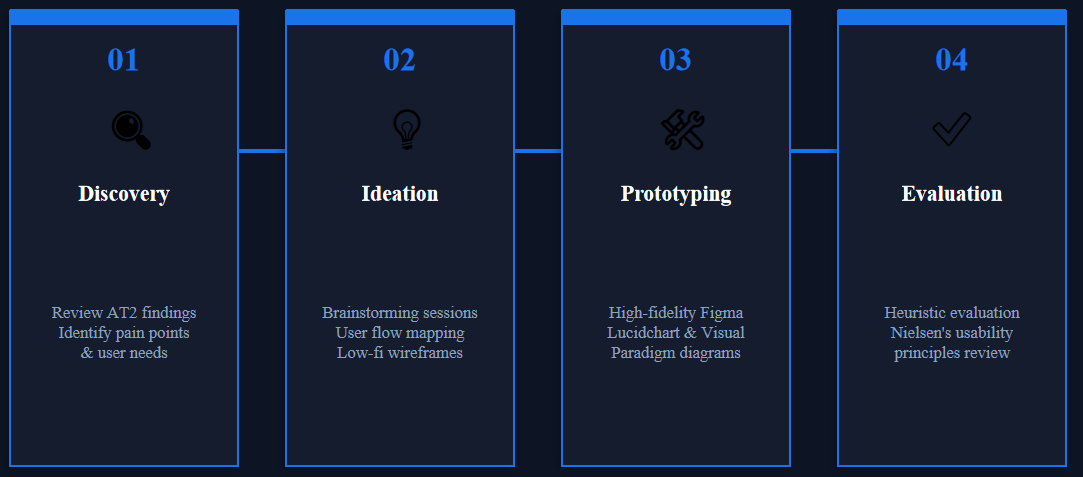 01
Discovery
Review AT2 findings
Identify pain points
& user needs
02
Ideation
Brainstorming sessions
User flow mapping
Low-fi wireframes
03
Prototyping
High-fidelity Figma
Lucidchart & Visual
Paradigm diagrams
04
Evaluation
Heuristic evaluation
Nielsen's usability
principles review